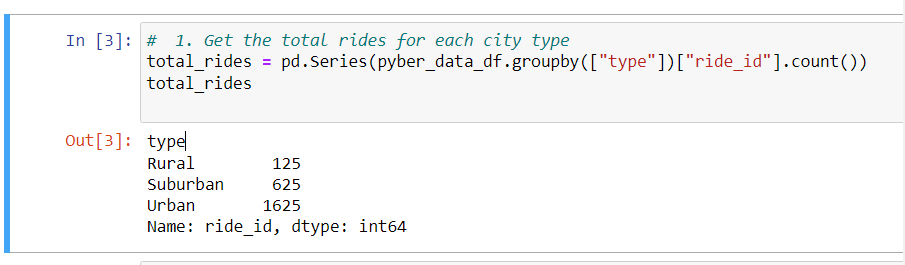 In [3]: #  1. Get the total rides for each city type
total_rides = pd.Series(pyber_data_df.groupby(["type"])["ride_id"].count())
total_rides
Out[3]: type
Rural        125
Suburban     625
Urban       1625
Name: ride_id, dtype: int64